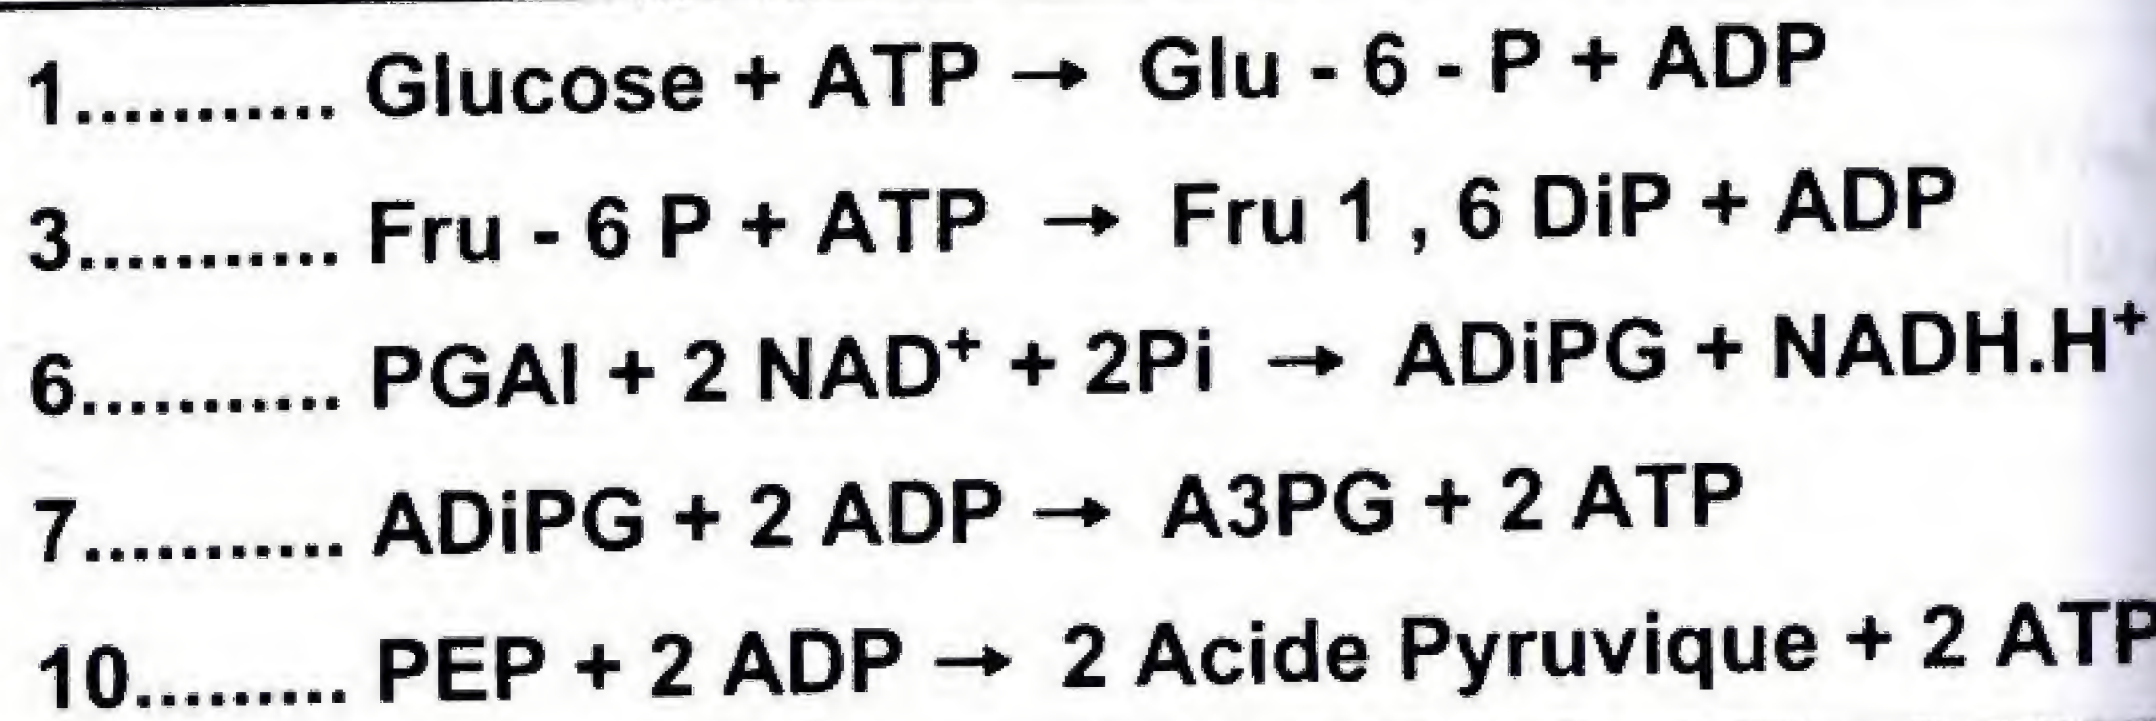 1........... Glucose + ATP → Glu - 6 - P + ADP
3........... Fru - 6 P + ATP → Fru 1 , 6 DiP + ADP
6........... PGAl + 2 NAD⁺ + 2Pi → ADiPG + NADH.H⁺
7........... ADiPG + 2 ADP → A3PG + 2 ATP
10......... PEP + 2 ADP → 2 Acide Pyruvique + 2 ATP